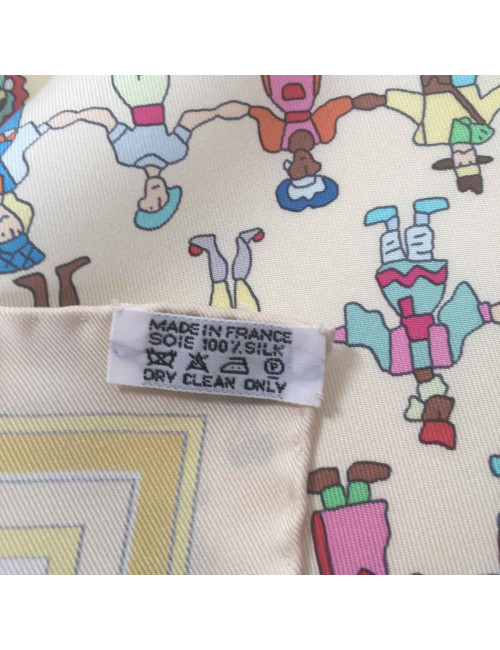 MADE IN FRANCE
SOIE 100% SILK
P
DRY CLEAN ONLY